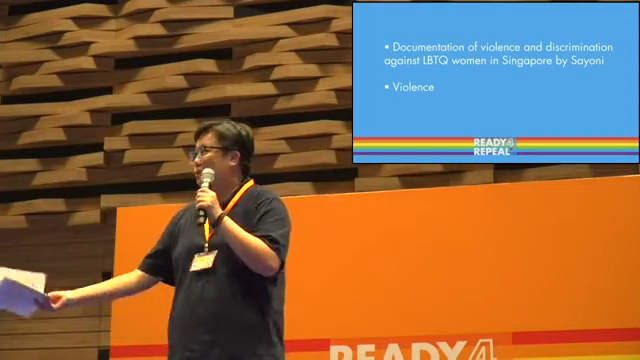 ▪ Documentation of violence and discrimination
against LBTQ women in Singapore by Sayoni
▪ Violence
READY4
REPEAL
READY4